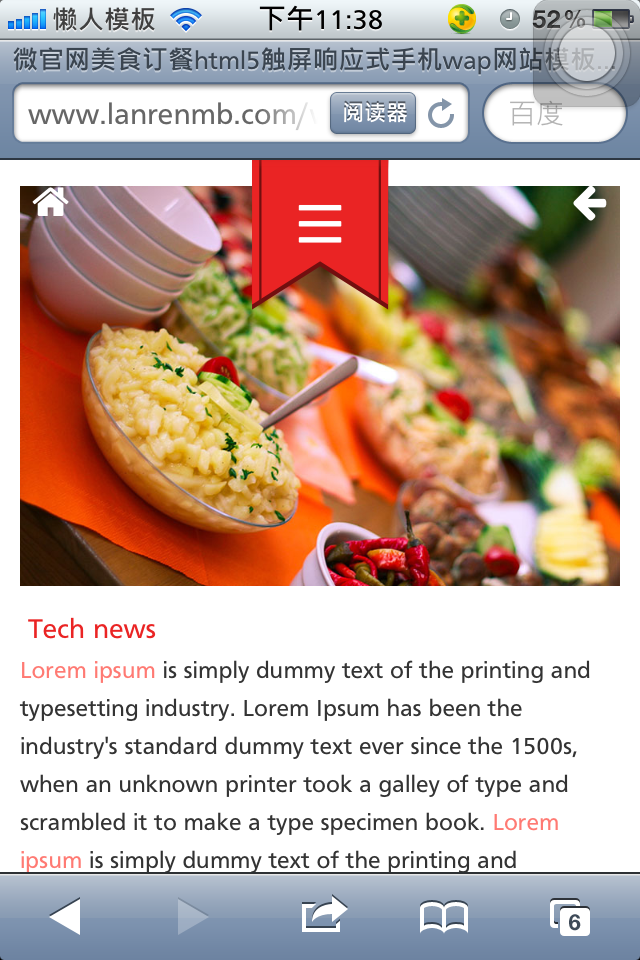 懒人模板 下午11:38 52%
微官网美食订餐html5触屏响应式手机wap网站模板...
www.lanrenmb.com/ 阅读器 百度
Tech news
Lorem ipsum is simply dummy text of the printing and
typesetting industry. Lorem Ipsum has been the
industry's standard dummy text ever since the 1500s,
when an unknown printer took a galley of type and
scrambled it to make a type specimen book. Lorem
ipsum is simply dummy text of the printing and
6